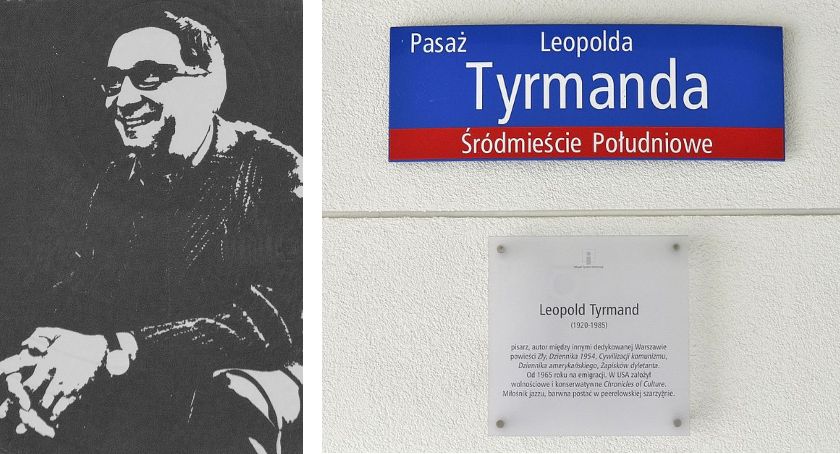 Pasaż Leopolda
Tyrmanda
Śródmieście Południowe
Leopold Tyrmand
(1920-1985)
pisarz, autor między innymi dedykowanej Warszawie
powieści Zły, Dziennika 1954, Cywilizacji komunizmu,
Dziennika amerykańskiego, Zapisków dyletanta.
Od 1965 roku na emigracji. W USA założył
wolnościowe i konserwatywne Chronicles of Culture.
Miłośnik jazzu, barwna postać w peerelowskiej szarzyźnie.